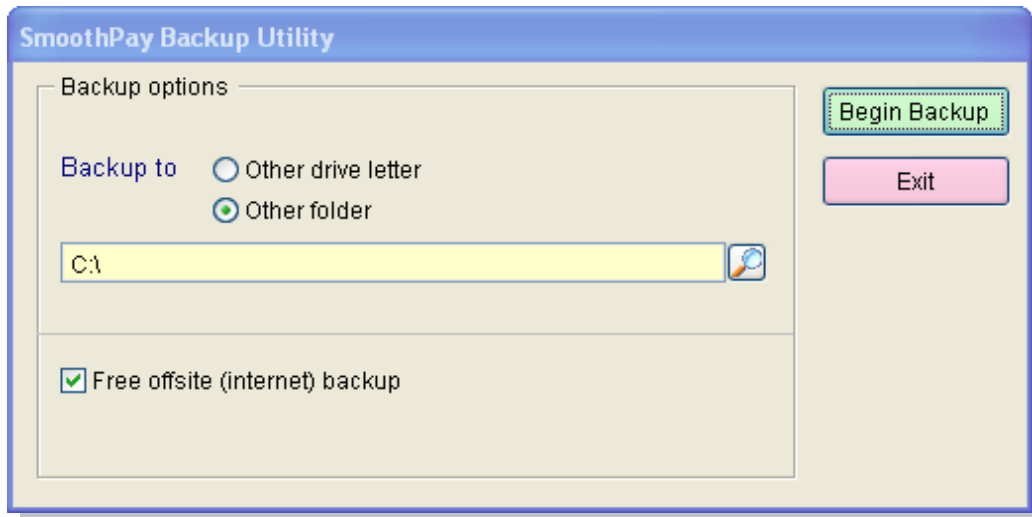 SmoothPay Backup Utility
Backup options
Begin Backup
Backup to
Other drive letter
Exit
Other folder
C:\
Free offsite (internet) backup